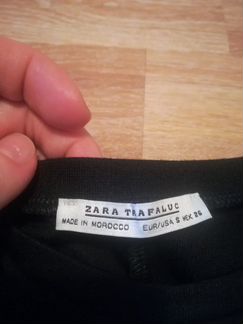 ZARA TRAFALUC
MADE IN MOROCCO EUR/USA S MEX 26